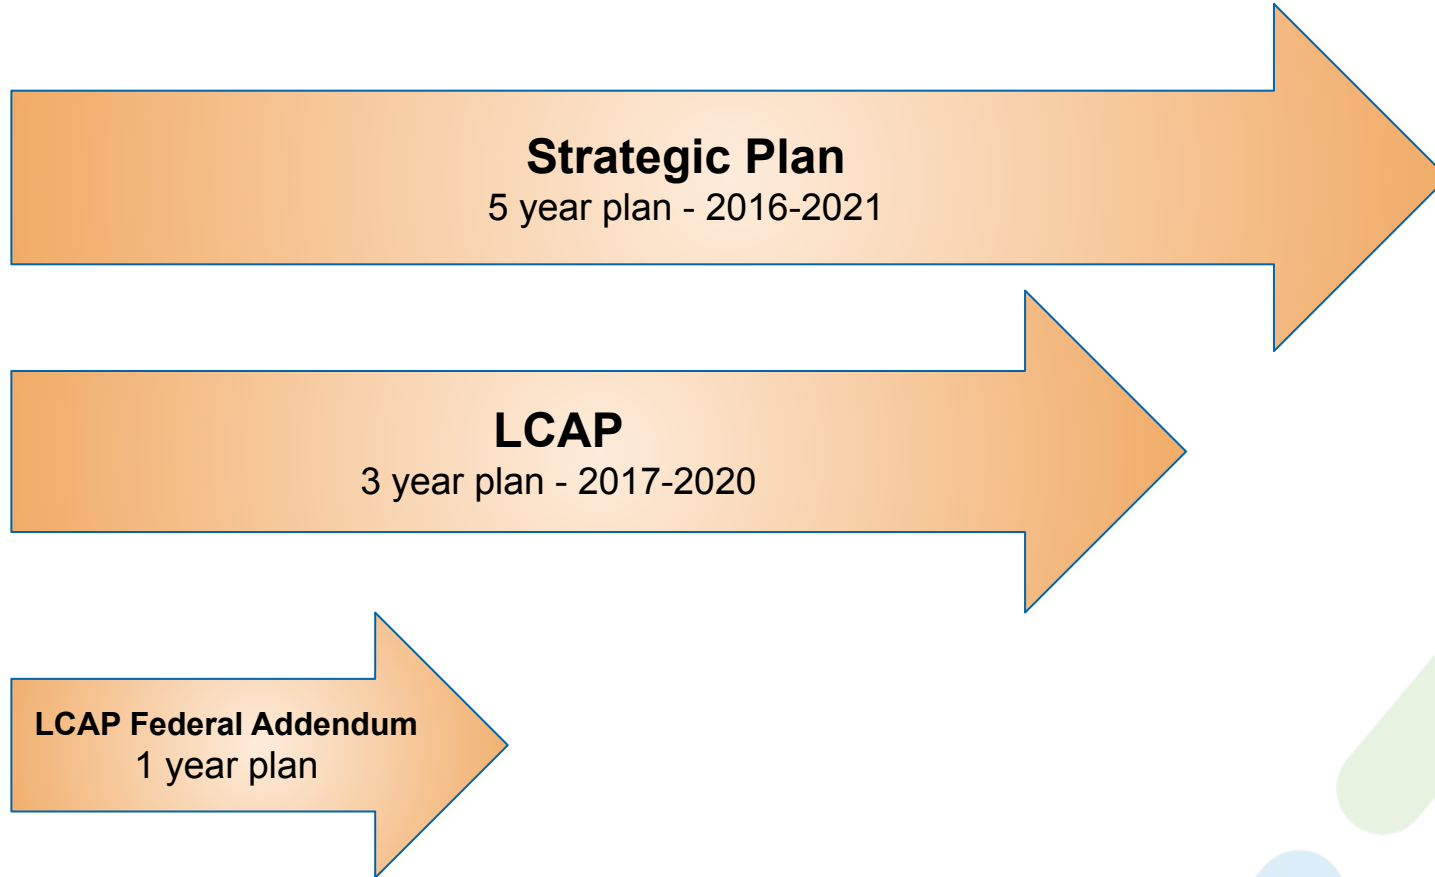 Strategic Plan
5 year plan - 2016-2021
LCAP
3 year plan - 2017-2020
LCAP Federal Addendum
1 year plan